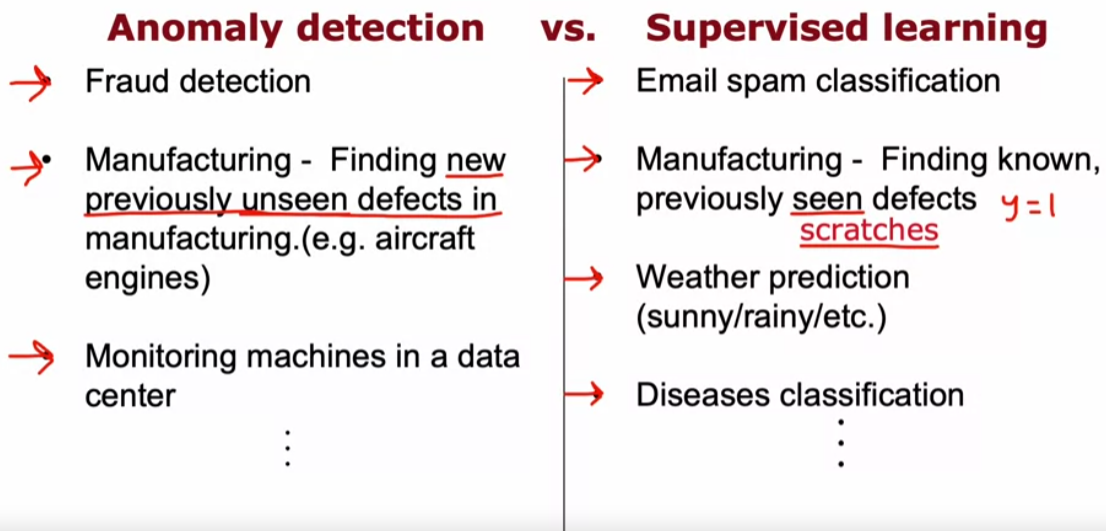 Anomaly detection vs. Supervised learning
Fraud detection
Manufacturing - Finding new
previously unseen defects in
manufacturing.(e.g. aircraft
engines)
Monitoring machines in a data
center
Email spam classification
Manufacturing - Finding known,
previously seen defects y=1
scratches
Weather prediction
(sunny/rainy/etc.)
Diseases classification